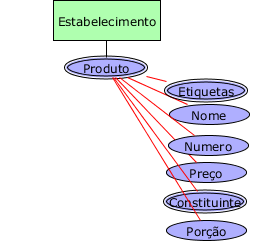 Estabelecimento
Produto
Etiquetas
Nome
Numero
Preço
Constituinte
Porção